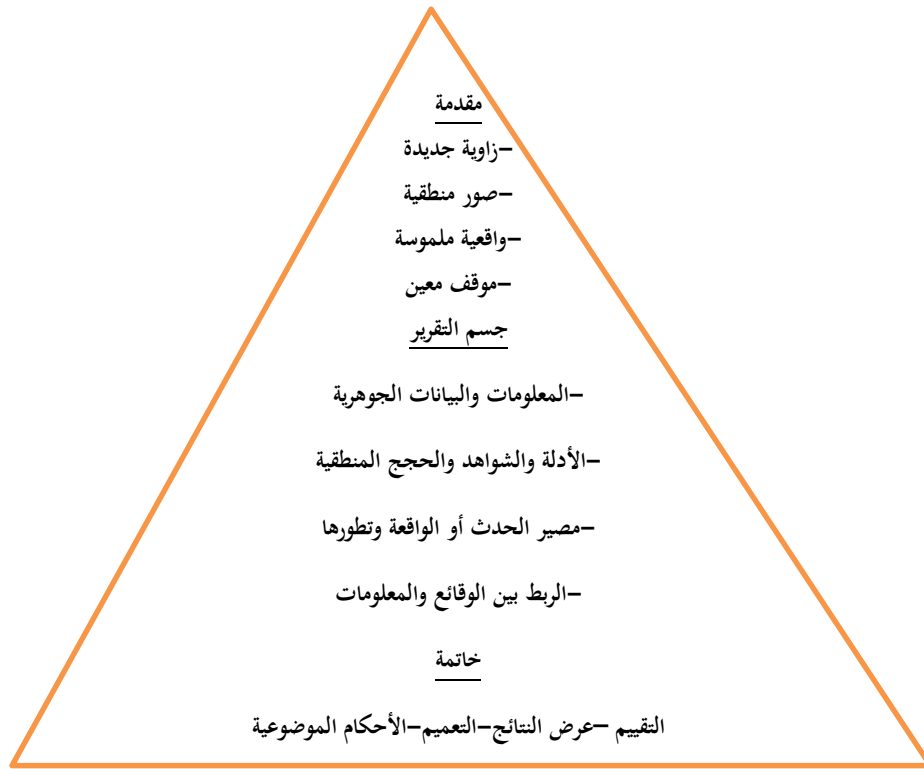 مقدمة
–زاوية جديدة
–صور منطقية
–واقعية ملموسة
–موقف معين
جسم التقرير
–المعلومات والبيانات الجوهرية
–الأدلة والشواهد والحجج المنطقية
–مصير الحدث أو الواقعة وتطورها
–الربط بين الوقائع والمعلومات
خاتمة
التقييم –عرض النتائج–التعميم–الأحكام الموضوعية